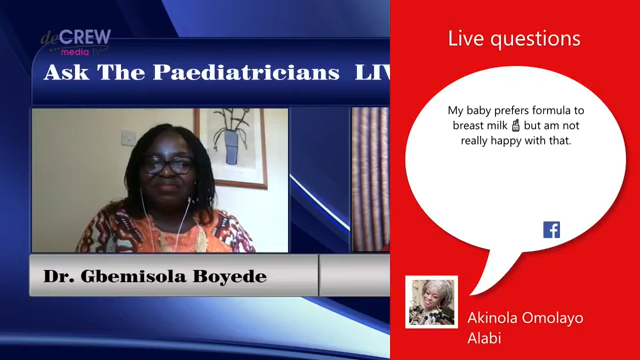 deCREW
media TV
Ask The Paediatricians LIV
Dr. Gbemisola Boyede
Live questions
My baby prefers formula to
breast milk 🍼 but am not
really happy with that.
f
Akinola Omolayo
Alabi